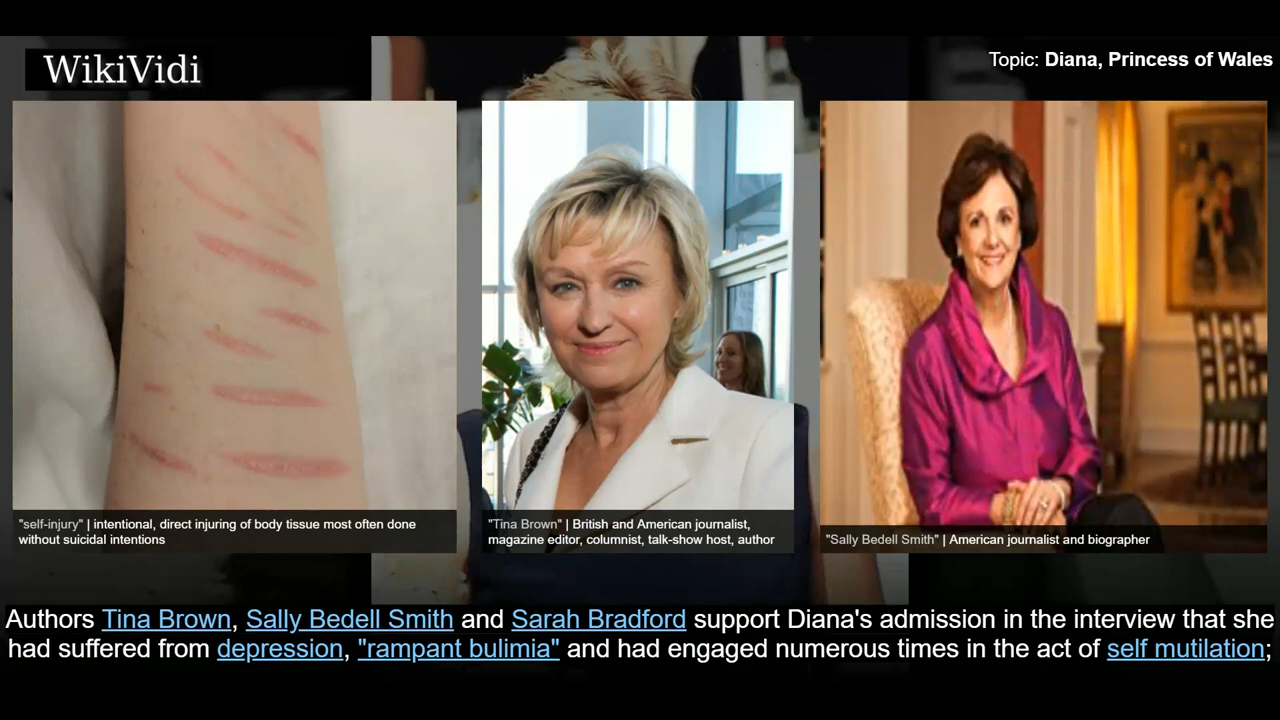 WikiVidi
Topic: Diana, Princess of Wales
"self-injury" | intentional, direct injuring of body tissue most often done
without suicidal intentions
"Tina Brown" | British and American journalist,
magazine editor, columnist, talk-show host, author
"Sally Bedell Smith" | American journalist and biographer
Authors Tina Brown, Sally Bedell Smith and Sarah Bradford support Diana's admission in the interview that she
had suffered from depression, "rampant bulimia" and had engaged numerous times in the act of self mutilation;